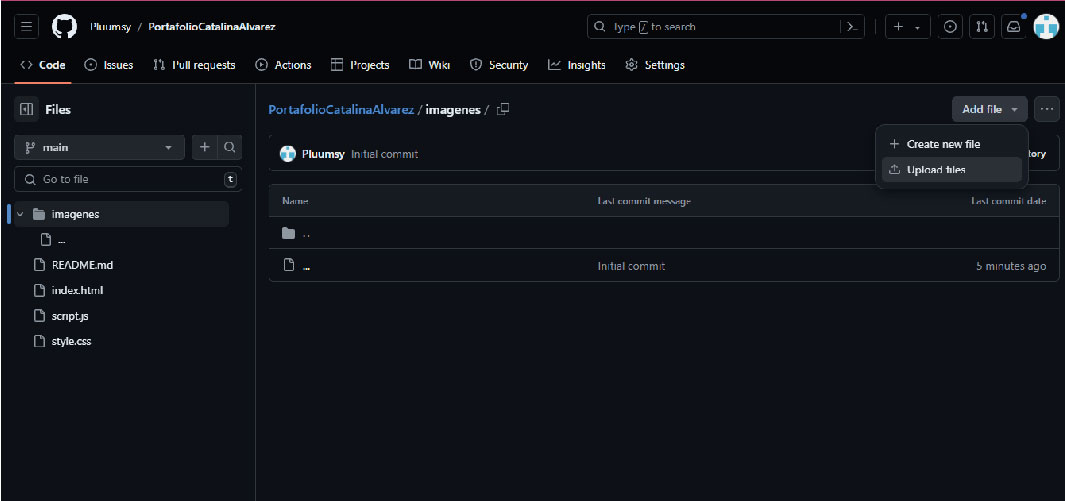 Pluumsy / PortafolioCatalinaAlvarez
Type / to search
Code Issues Pull requests Actions Projects Wiki Security Insights Settings
Files
PortafolioCatalinaAlvarez / imagenes /
Add file
main
Create new file
Pluumsy Initial commit
tory
Upload files
Go to file
t
Name Last commit message Last commit date
imagenes
..
...
README.md
... Initial commit 5 minutes ago
index.html
script.js
style.css